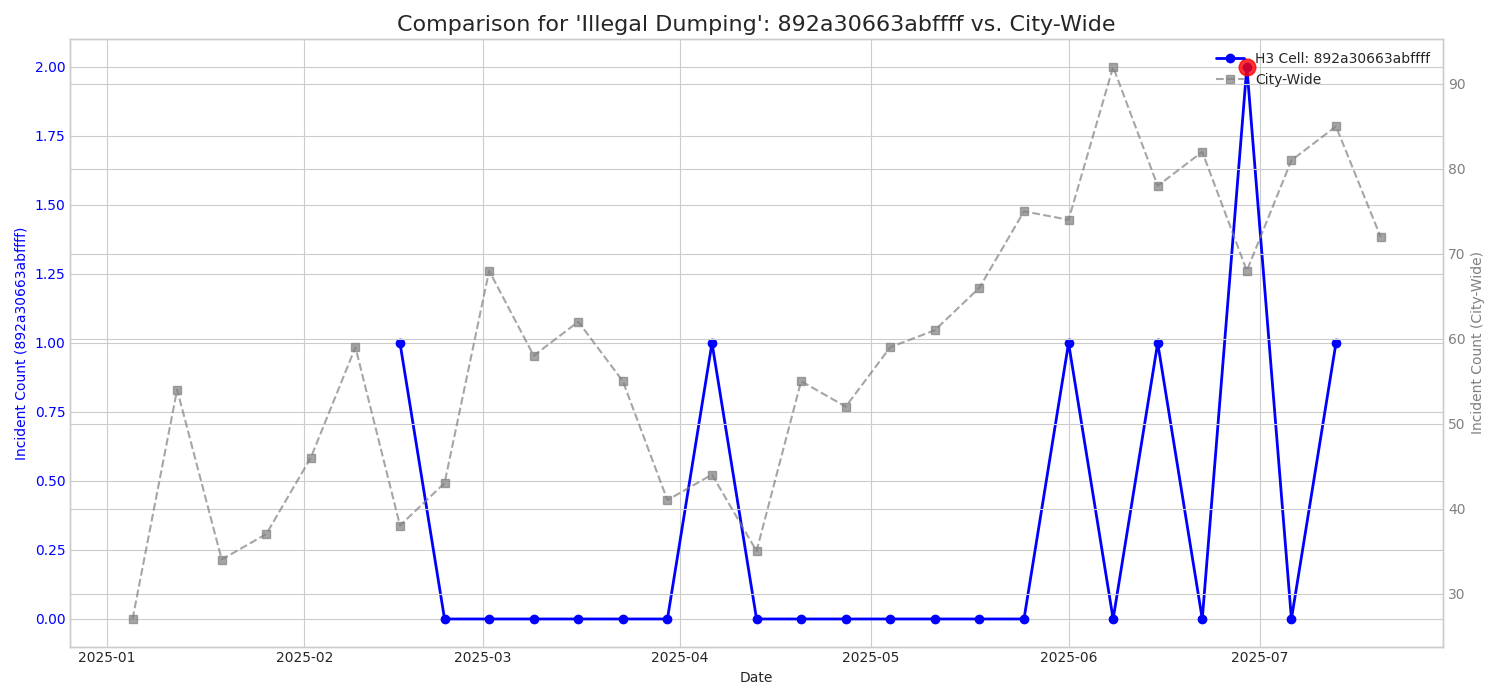 Comparison for 'Illegal Dumping': 892a30663abffff vs. City-Wide
H3 Cell: 892a30663abffff
City-Wide
Incident Count (892a30663abffff)
2.00
1.75
1.50
1.25
1.00
0.75
0.50
0.25
0.00
90
80
70
60
50
40
30
Incident Count (City-Wide)
2025-01 2025-02 2025-03 2025-04 2025-05 2025-06 2025-07
Date